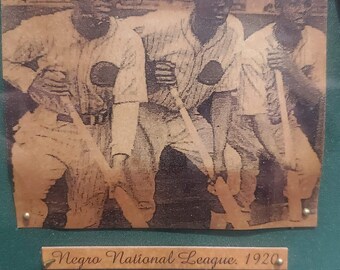 Negro National League. 1920